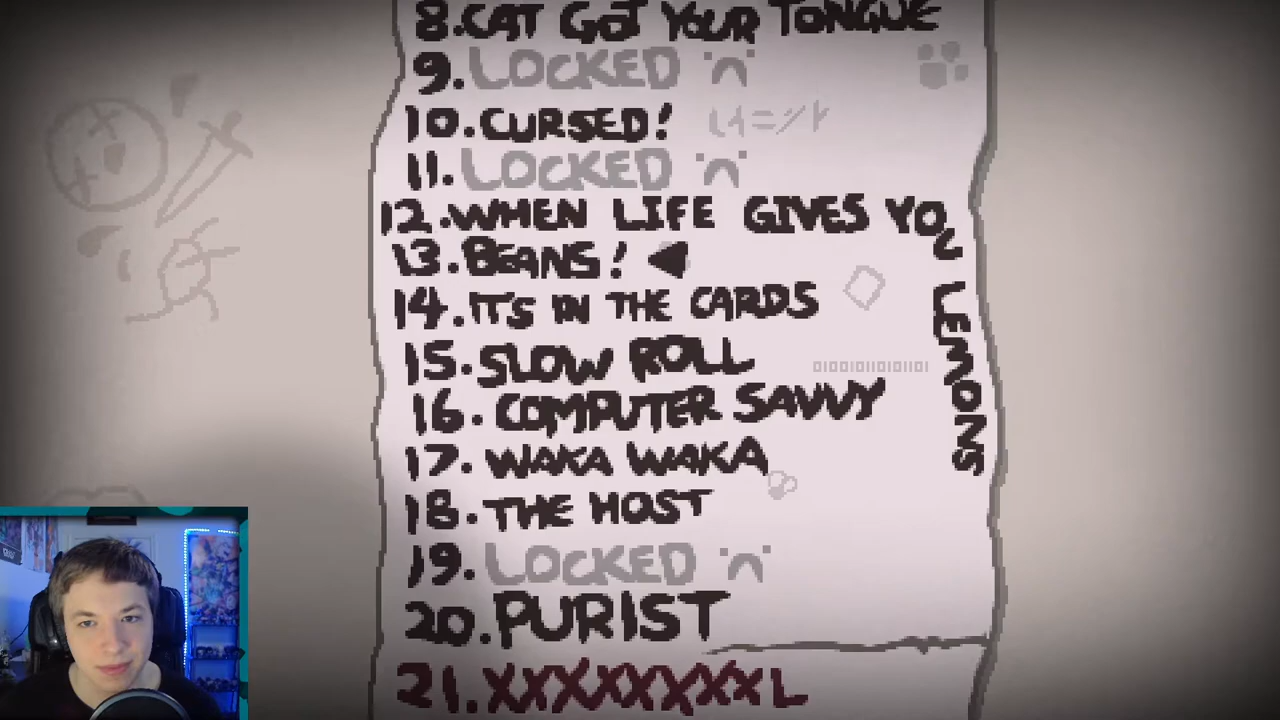 8.CAT GOT YOUR TONGUE
9.LOCKED
10.CURSED!
11.LOCKED
12.WHEN LIFE GIVES YOU LEMONS
13.BEANS!
14.IT'S IN THE CARDS
15.SLOW ROLL
010010110101101
16.COMPUTER SAVVY
17.WAKA WAKA
18.THE HOST
19.LOCKED
20.PURIST
21.XXXXXXXXL